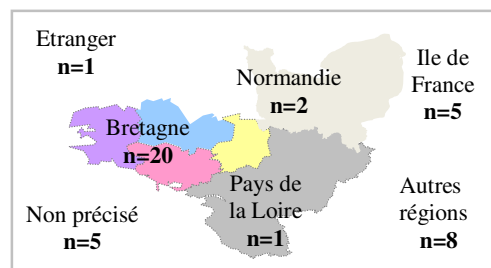 Etranger
n=1
Normandie
n=2
Ile de
France
n=5
Bretagne
n=20
Pays de
la Loire
n=1
Non précisé
n=5
Autres
régions
n=8